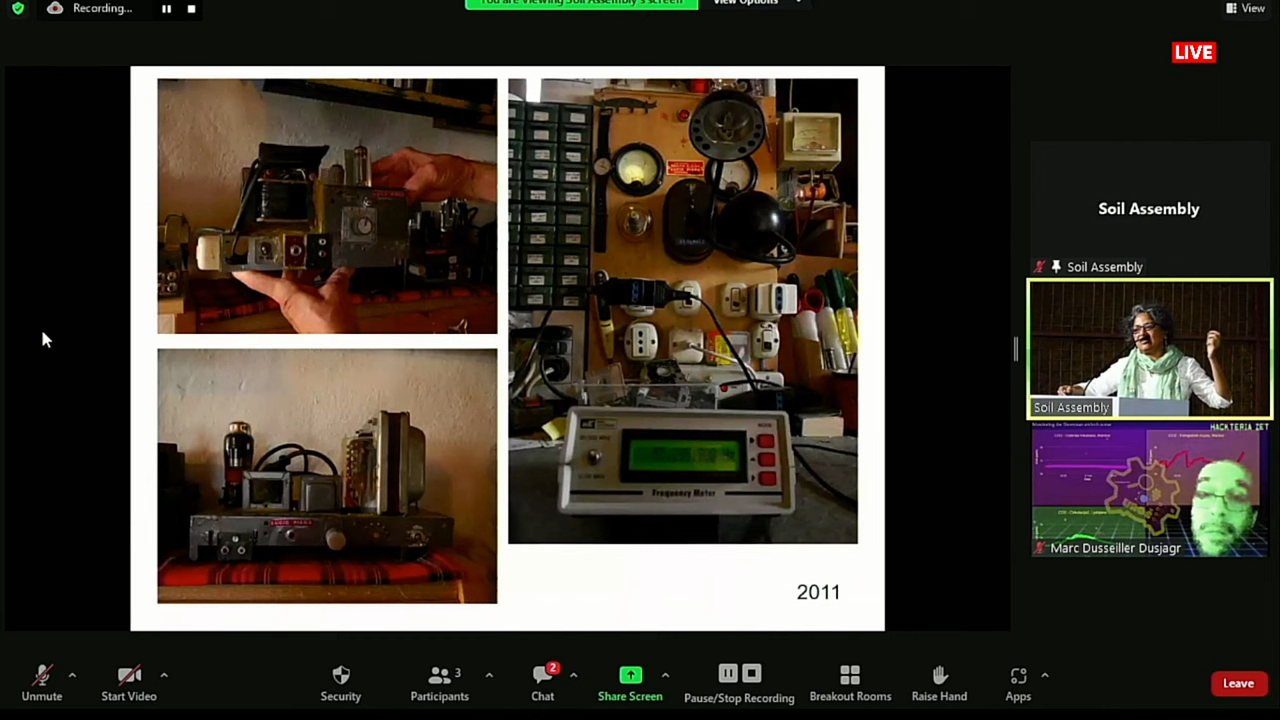 Recording...
You are viewing Soil Assembly's screen
View Options
View
LIVE
Soil Assembly
Soil Assembly
Soil Assembly
HACKTERIA ZET
Marc Dusseiller Dusjagr
Frequency Meter
2011
Unmute
Start Video
Security
Participants
3
Chat
2
Share Screen
Pause/Stop Recording
Breakout Rooms
Raise Hand
Apps
Leave